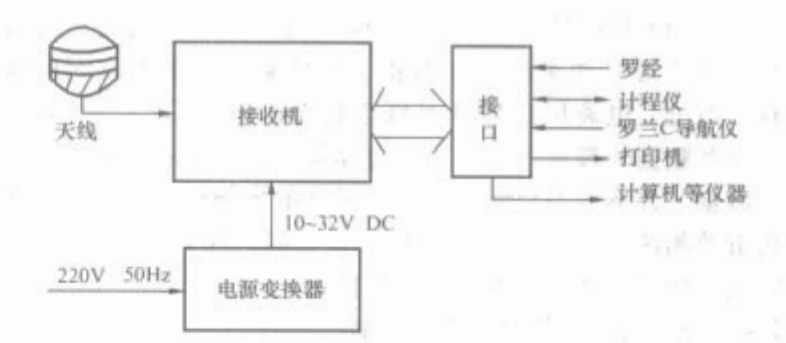 天线
接收机
接口
罗经
计程仪
罗兰C导航仪
打印机
计算机等仪器
10~32V DC
220V 50Hz
电源变换器